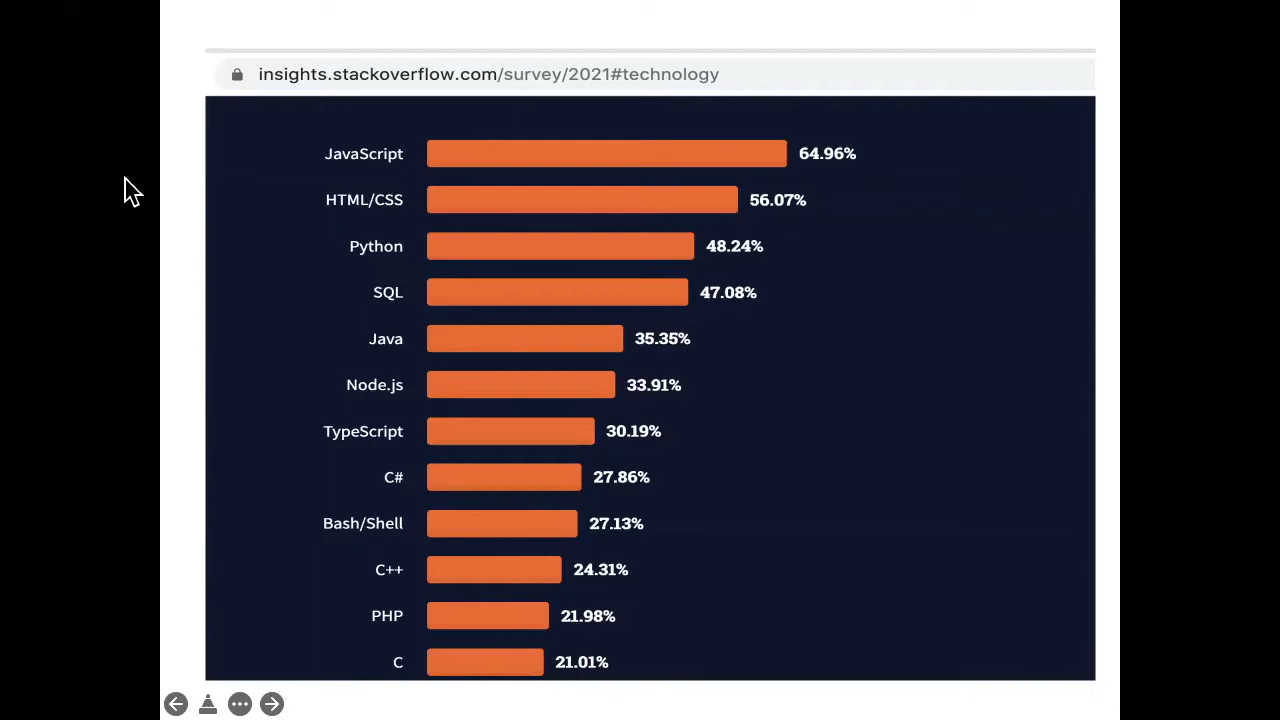 insights.stackoverflow.com/survey/2021#technology
JavaScript 64.96%
HTML/CSS 56.07%
Python 48.24%
SQL 47.08%
Java 35.35%
Node.js 33.91%
TypeScript 30.19%
C# 27.86%
Bash/Shell 27.13%
C++ 24.31%
PHP 21.98%
C 21.01%